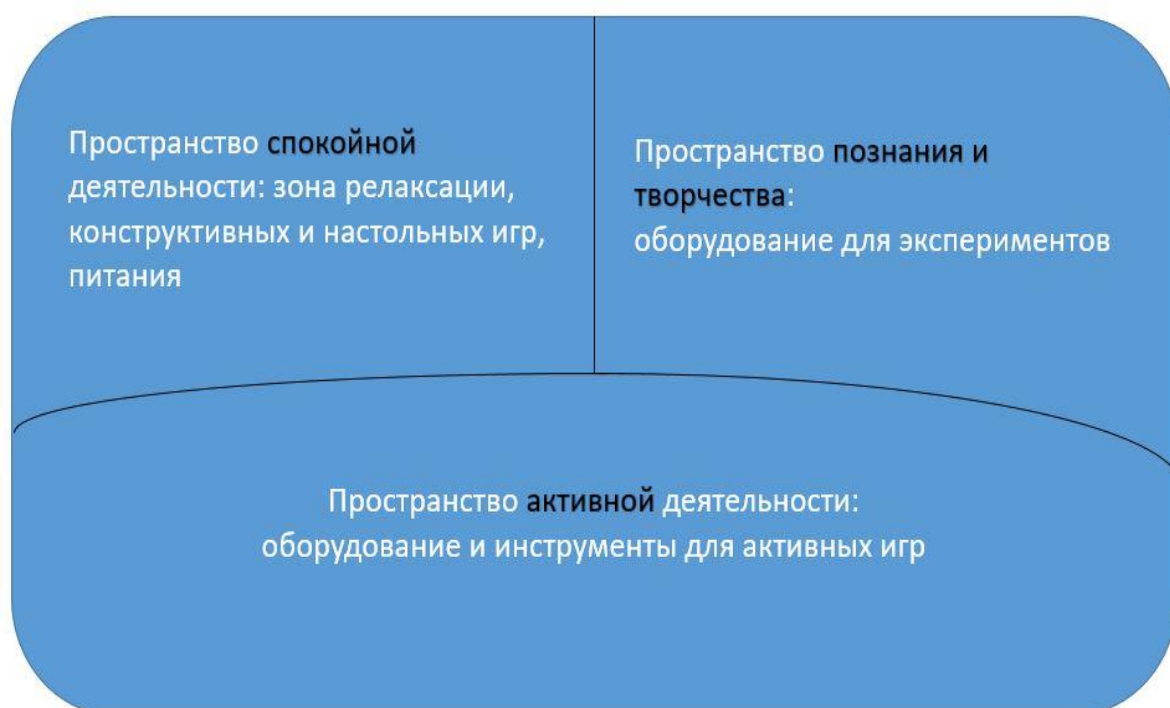 Пространство спокойной
деятельности: зона релаксации,
конструктивных и настольных игр,
питания
Пространство познания и
творчества:
оборудование для экспериментов
Пространство активной деятельности:
оборудование и инструменты для активных игр